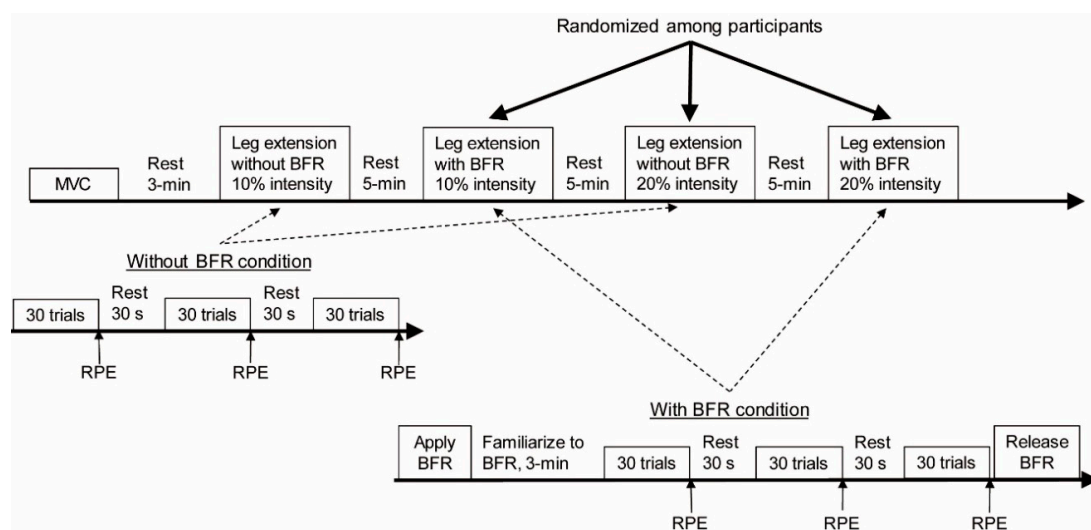 Randomized among participants
MVC
Rest
3-min
Leg extension
without BFR
10% intensity
Rest
5-min
Leg extension
with BFR
10% intensity
Rest
5-min
Leg extension
without BFR
20% intensity
Rest
5-min
Leg extension
with BFR
20% intensity
Without BFR condition
30 trials
Rest
30 s
30 trials
Rest
30 s
30 trials
RPE
RPE
RPE
With BFR condition
Apply
BFR
Familiarize to
BFR, 3-min
30 trials
Rest
30 s
30 trials
Rest
30 s
30 trials
Release
BFR
RPE
RPE
RPE